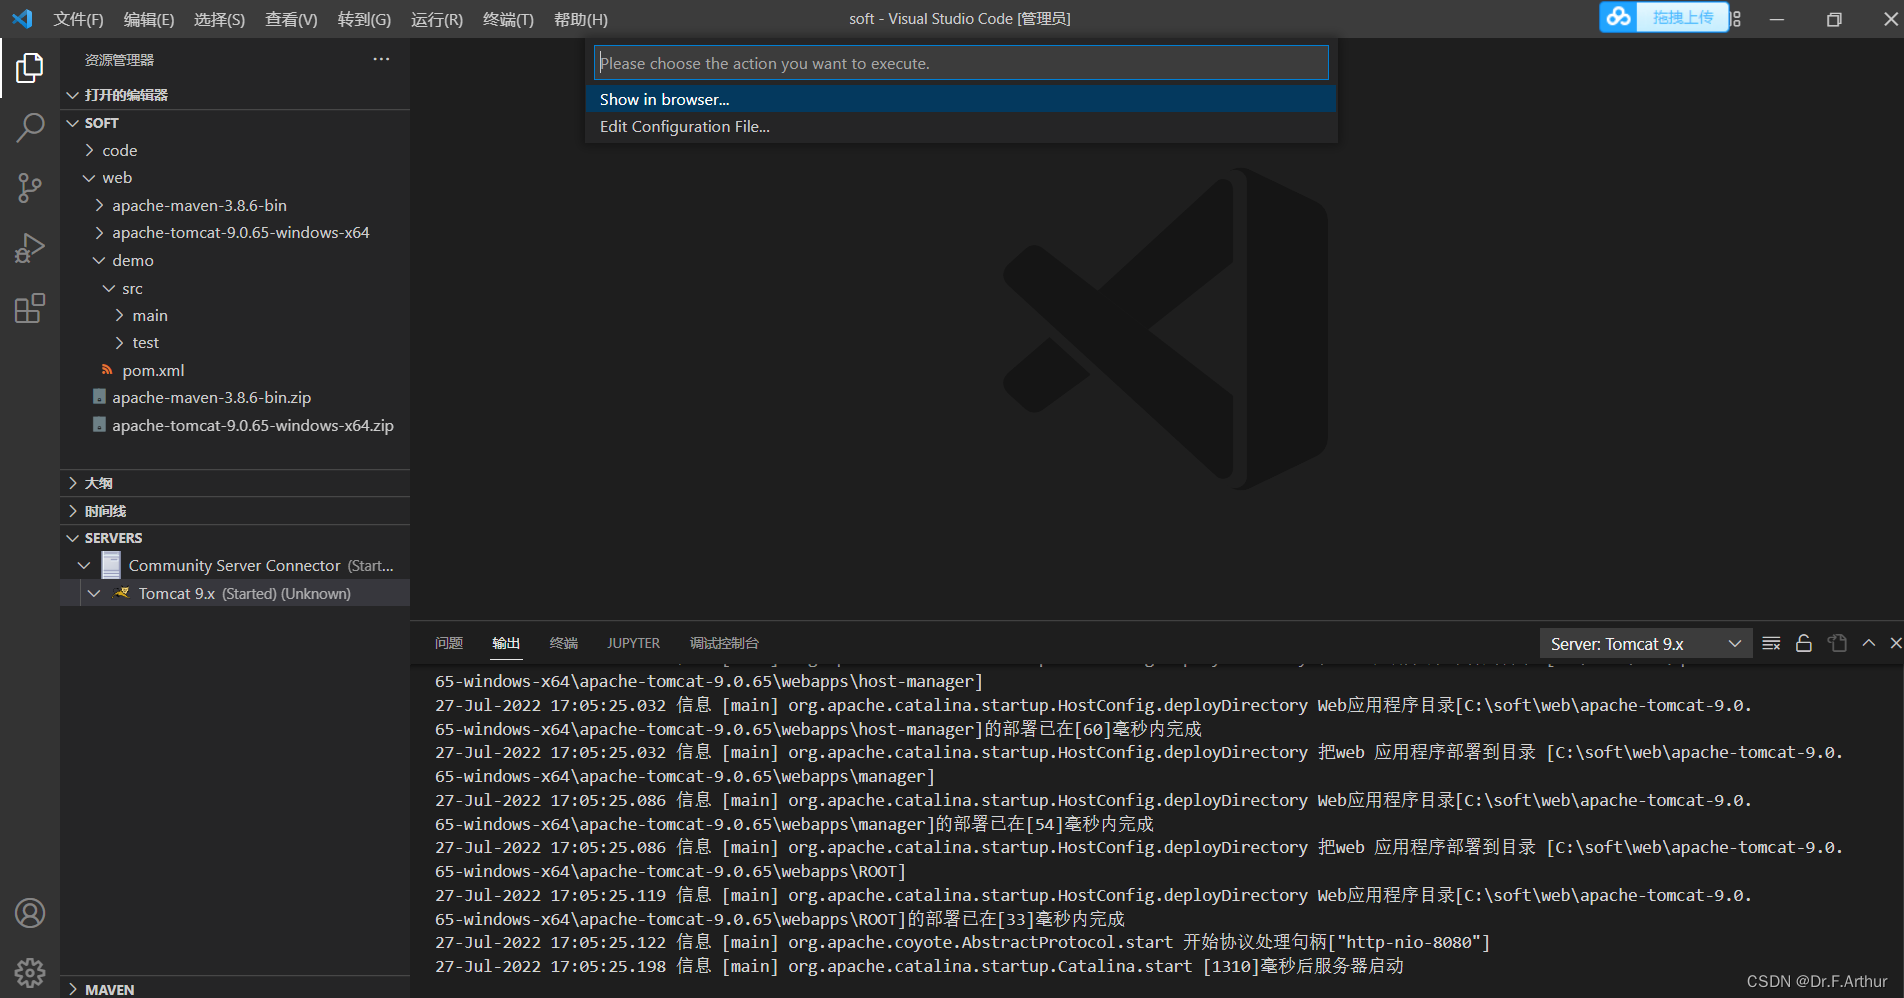 文件(F) 编辑(E) 选择(S) 查看(V) 转到(G) 运行(R) 终端(T) 帮助(H) soft - Visual Studio Code [管理员] 拖拽上传
资源管理器 ···
打开的编辑器
SOFT
code
web
apache-maven-3.8.6-bin
apache-tomcat-9.0.65-windows-x64
demo
src
main
test
pom.xml
apache-maven-3.8.6-bin.zip
apache-tomcat-9.0.65-windows-x64.zip
大纲
时间线
SERVERS
Community Server Connector (Start...
Tomcat 9.x (Started) (Unknown)
MAVEN
Please choose the action you want to execute.
Show in browser...
Edit Configuration File...
问题 输出 终端 JUPYTER 调试控制台 Server: Tomcat 9.x
65-windows-x64\apache-tomcat-9.0.65\webapps\host-manager]
27-Jul-2022 17:05:25.032 信息 [main] org.apache.catalina.startup.HostConfig.deployDirectory Web应用程序目录[C:\soft\web\apache-tomcat-9.0.
65-windows-x64\apache-tomcat-9.0.65\webapps\host-manager]的部署已在[60]毫秒内完成
27-Jul-2022 17:05:25.032 信息 [main] org.apache.catalina.startup.HostConfig.deployDirectory 把web 应用程序部署到目录 [C:\soft\web\apache-tomcat-9.0.
65-windows-x64\apache-tomcat-9.0.65\webapps\manager]
27-Jul-2022 17:05:25.086 信息 [main] org.apache.catalina.startup.HostConfig.deployDirectory Web应用程序目录[C:\soft\web\apache-tomcat-9.0.
65-windows-x64\apache-tomcat-9.0.65\webapps\manager]的部署已在[54]毫秒内完成
27-Jul-2022 17:05:25.086 信息 [main] org.apache.catalina.startup.HostConfig.deployDirectory 把web 应用程序部署到目录 [C:\soft\web\apache-tomcat-9.0.
65-windows-x64\apache-tomcat-9.0.65\webapps\ROOT]
27-Jul-2022 17:05:25.119 信息 [main] org.apache.catalina.startup.HostConfig.deployDirectory Web应用程序目录[C:\soft\web\apache-tomcat-9.0.
65-windows-x64\apache-tomcat-9.0.65\webapps\ROOT]的部署已在[33]毫秒内完成
27-Jul-2022 17:05:25.122 信息 [main] org.apache.coyote.AbstractProtocol.start 开始协议处理句柄["http-nio-8080"]
27-Jul-2022 17:05:25.198 信息 [main] org.apache.catalina.startup.Catalina.start [1310]毫秒后服务器启动
CSDN @Dr.F.Arthur